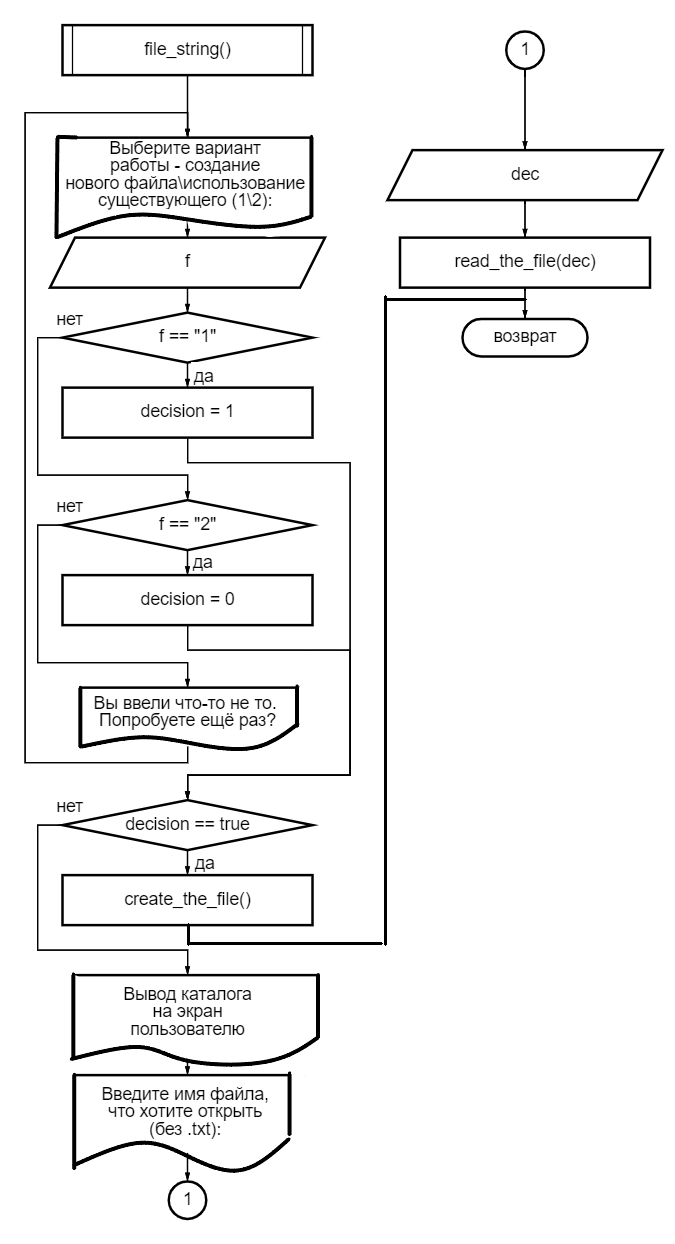 file_string()
Выберите вариант
работы - создание
нового файла\использование
существующего (1\2):
f
нет
f == "1"
да
decision = 1
нет
f == "2"
да
decision = 0
Вы ввели что-то не то.
Попробуете ещё раз?
нет
decision == true
да
create_the_file()
Вывод каталога
на экран
пользователю
Введите имя файла,
что хотите открыть
(без .txt):
1
1
dec
read_the_file(dec)
возврат